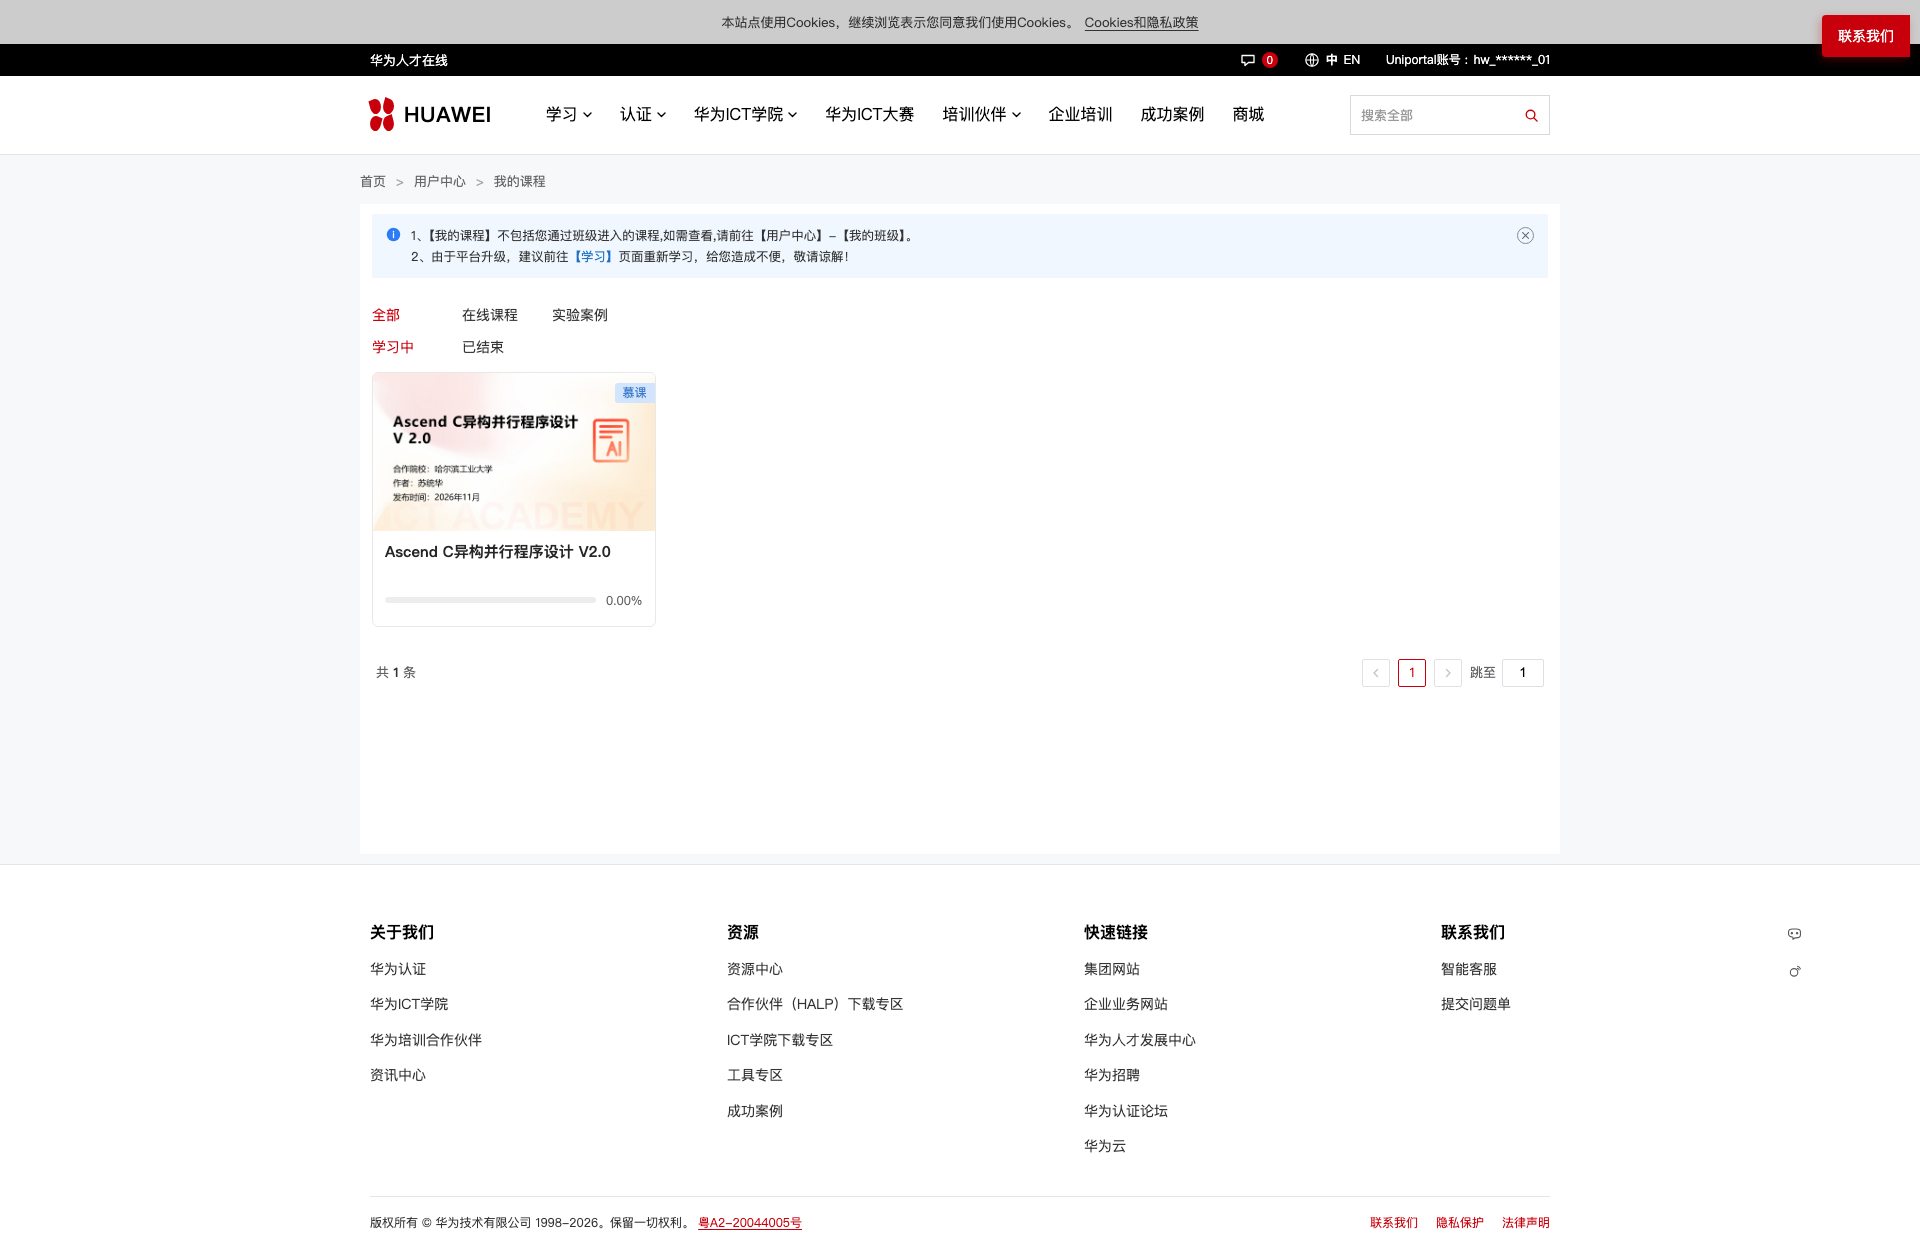 本站点使用Cookies，继续浏览表示您同意我们使用Cookies。 Cookies和隐私政策
联系我们
华为人才在线
0
中 EN
Uniportal账号：hw_******_01
HUAWEI
学习
认证
华为ICT学院
华为ICT大赛
培训伙伴
企业培训
成功案例
商城
搜索全部
首页 > 用户中心 > 我的课程
1、【我的课程】不包括您通过班级进入的课程,如需查看,请前往【用户中心】-【我的班级】。
2、由于平台升级，建议前往【学习】页面重新学习，给您造成不便，敬请谅解！
全部 在线课程 实验案例
学习中 已结束
慕课
Ascend C异构并行程序设计
V 2.0
AI
合作院校：哈尔滨工业大学
作者：苏统华
发布时间：2026年11月
ICT ACADEMY
Ascend C异构并行程序设计 V2.0
0.00%
共 1 条
1
跳至
1
关于我们
华为认证
华为ICT学院
华为培训合作伙伴
资讯中心
资源
资源中心
合作伙伴（HALP）下载专区
ICT学院下载专区
工具专区
成功案例
快速链接
集团网站
企业业务网站
华为人才发展中心
华为招聘
华为认证论坛
华为云
联系我们
智能客服
提交问题单
版权所有 © 华为技术有限公司 1998-2026。保留一切权利。 粤A2-20044005号
联系我们 隐私保护 法律声明